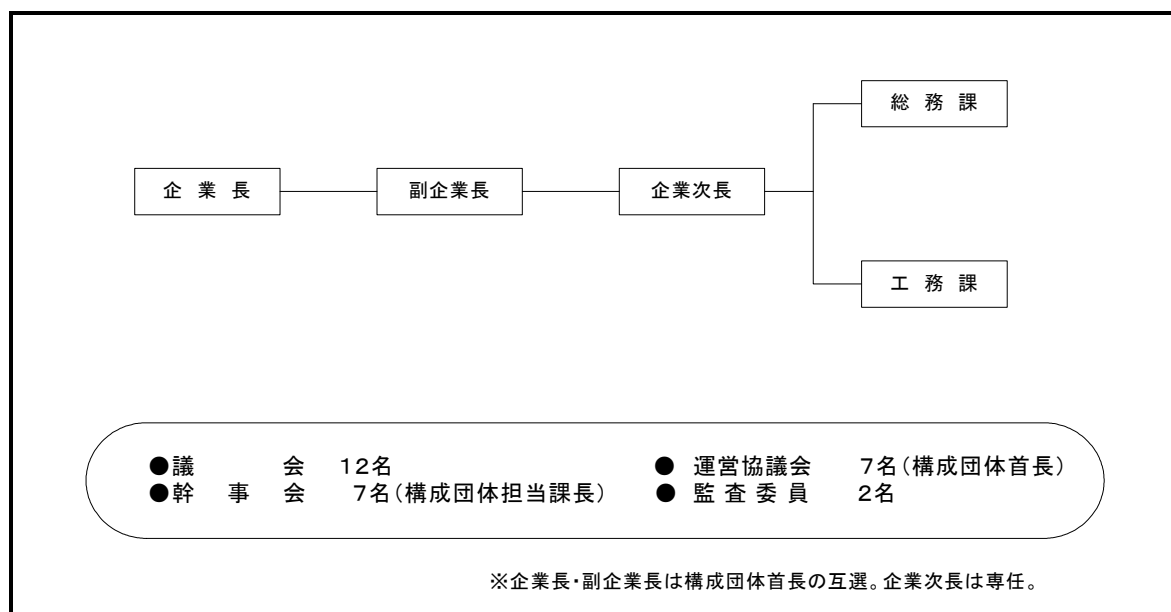 総 務 課
企 業 長
副企業長
企業次長
工 務 課
●議　　　会　12名
● 運営協議会　7名(構成団体首長)
●幹　事　会　7名(構成団体担当課長)
● 監 査 委 員　2名
※企業長・副企業長は構成団体首長の互選。企業次長は専任。